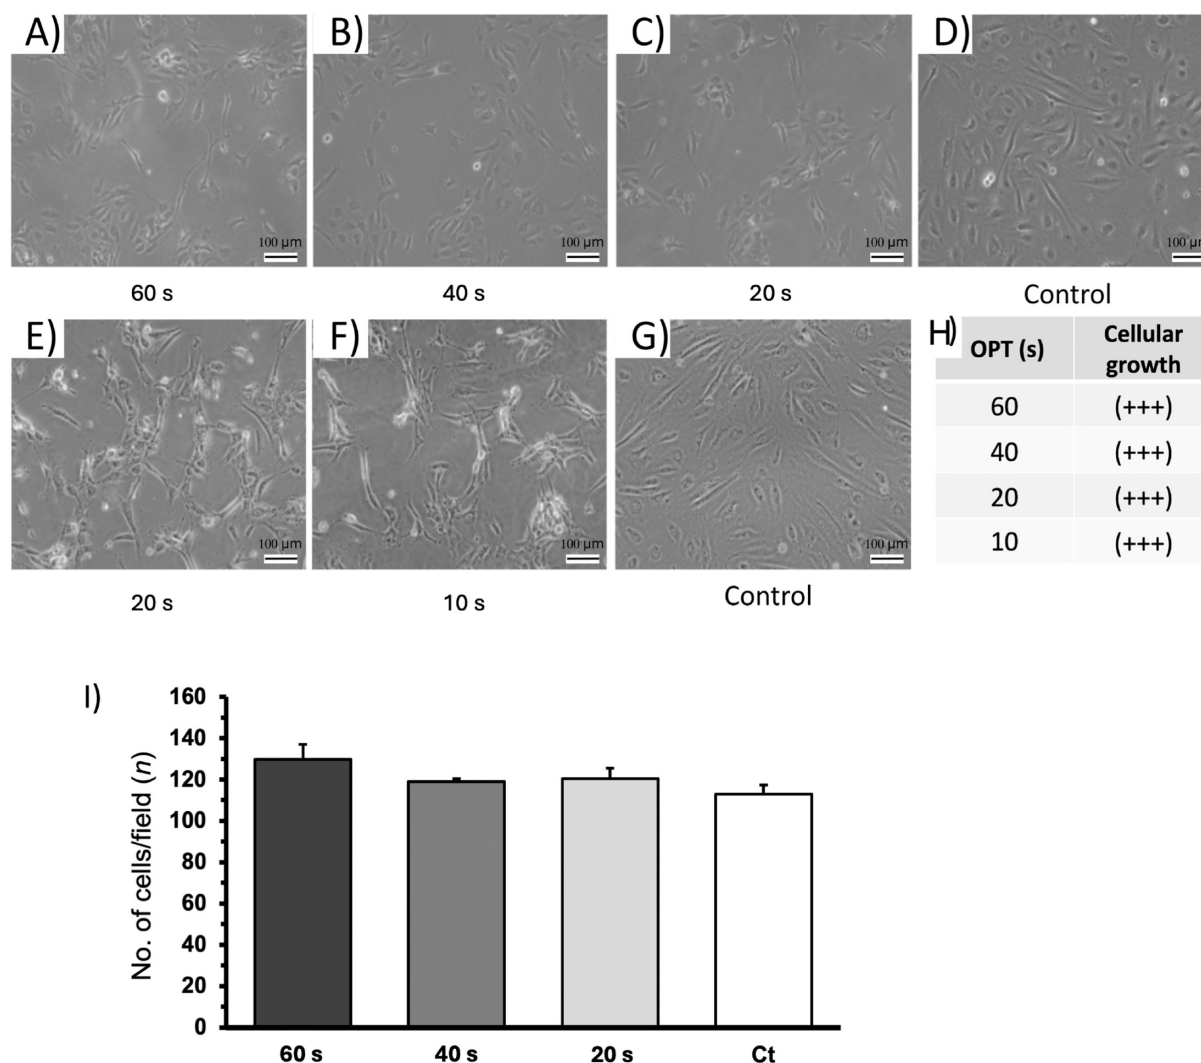 A) B) C) D)
100 µm 100 µm 100 µm 100 µm
60 s 40 s 20 s Control
E) F) G) H)
OPT (s) Cellular
growth
60 (+++)
40 (+++)
20 (+++)
10 (+++)
100 µm 100 µm 100 µm
20 s 10 s Control
I)
No. of cells/field (n)
160
140
120
100
80
60
40
20
0
60 s 40 s 20 s Ct